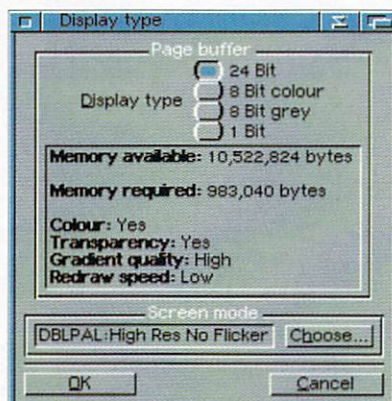 Display type
Page buffer
Display type
24 Bit
8 Bit colour
8 Bit grey
1 Bit
Memory available: 10,522,824 bytes
Memory required: 983,040 bytes
Colour: Yes
Transparency: Yes
Gradient quality: High
Redraw speed: Low
Screen mode
DBLPAL:High Res No Flicker
Choose...
OK
Cancel